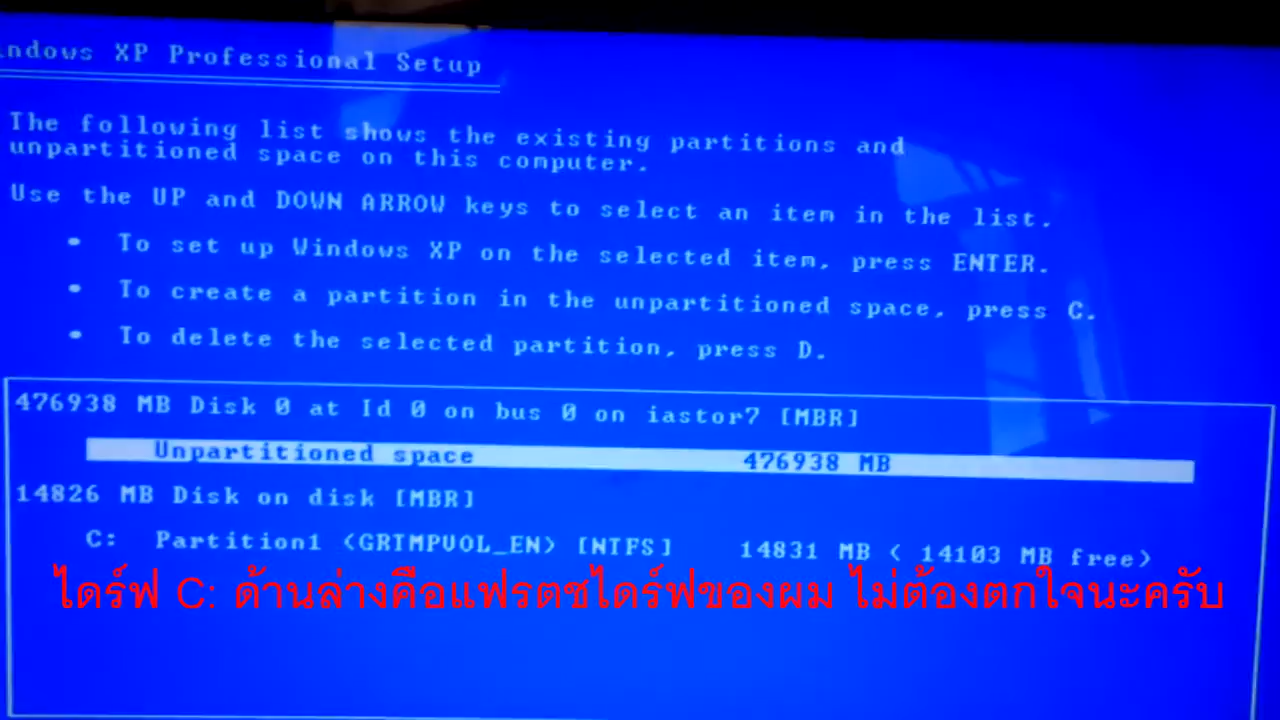 ndows XP Professional Setup
The following list shows the existing partitions and
unpartitioned space on this computer.
Use the UP and DOWN ARROW keys to select an item in the list.
• To set up Windows XP on the selected item, press ENTER.
• To create a partition in the unpartitioned space, press C.
• To delete the selected partition, press D.
476938 MB Disk 0 at Id 0 on bus 0 on iastor7 [MBR]
Unpartitioned space 476938 MB
14826 MB Disk on disk [MBR]
C: Partition1 (GRTMPVOL_EN) [NTFS] 14831 MB ( 14103 MB free)
ไดร์ฟ C: ด้านล่างคือแฟรตชไดร์ฟของผม ไม่ต้องตกใจนะครับ